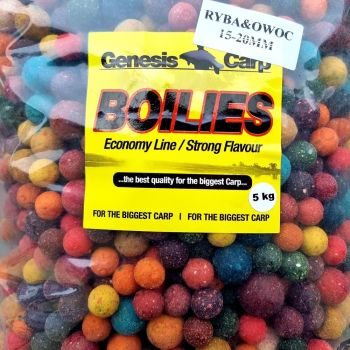 RYBA&OWOC
15-20MM
Genesis Carp
BOILIES
Economy Line / Strong Flavour
...the best quality for the biggest Carp...
5 kg
FOR THE BIGGEST CARP | FOR THE BIGGEST CARP